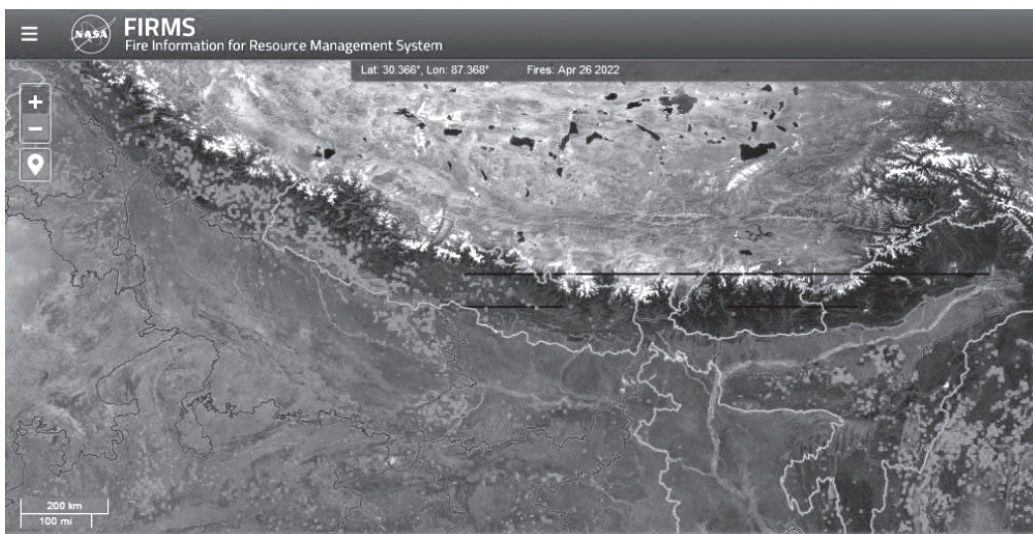 NASA
FIRMS
Fire Information for Resource Management System
Lat: 30.366°, Lon: 87.368° Fires: Apr 26 2022
+
−
200 km
100 mi